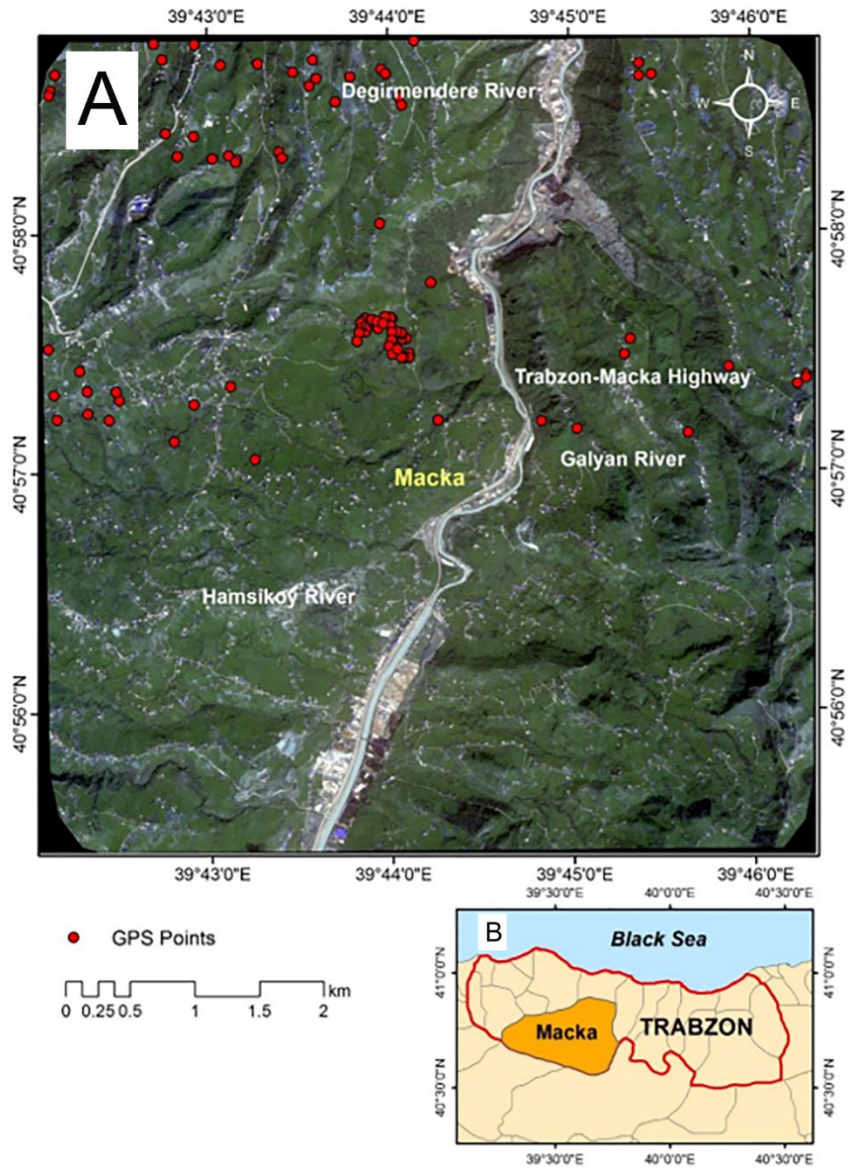 39°43'0"E 39°44'0"E 39°45'0"E 39°46'0"E
A
Degirmendere River
N
W E
S
40°58'0"N 40°58'0"N
Trabzon-Macka Highway
Galyan River
40°57'0"N 40°57'0"N
Macka
Hamsikoy River
40°56'0"N 40°56'0"N
39°43'0"E 39°44'0"E 39°45'0"E 39°46'0"E
GPS Points
km
0 0.25 0.5 1 1.5 2
39°30'0"E 40°0'0"E 40°30'0"E
B
Black Sea
41°0'0"N 41°0'0"N
Macka TRABZON
40°30'0"N 40°30'0"N
39°30'0"E 40°0'0"E 40°30'0"E